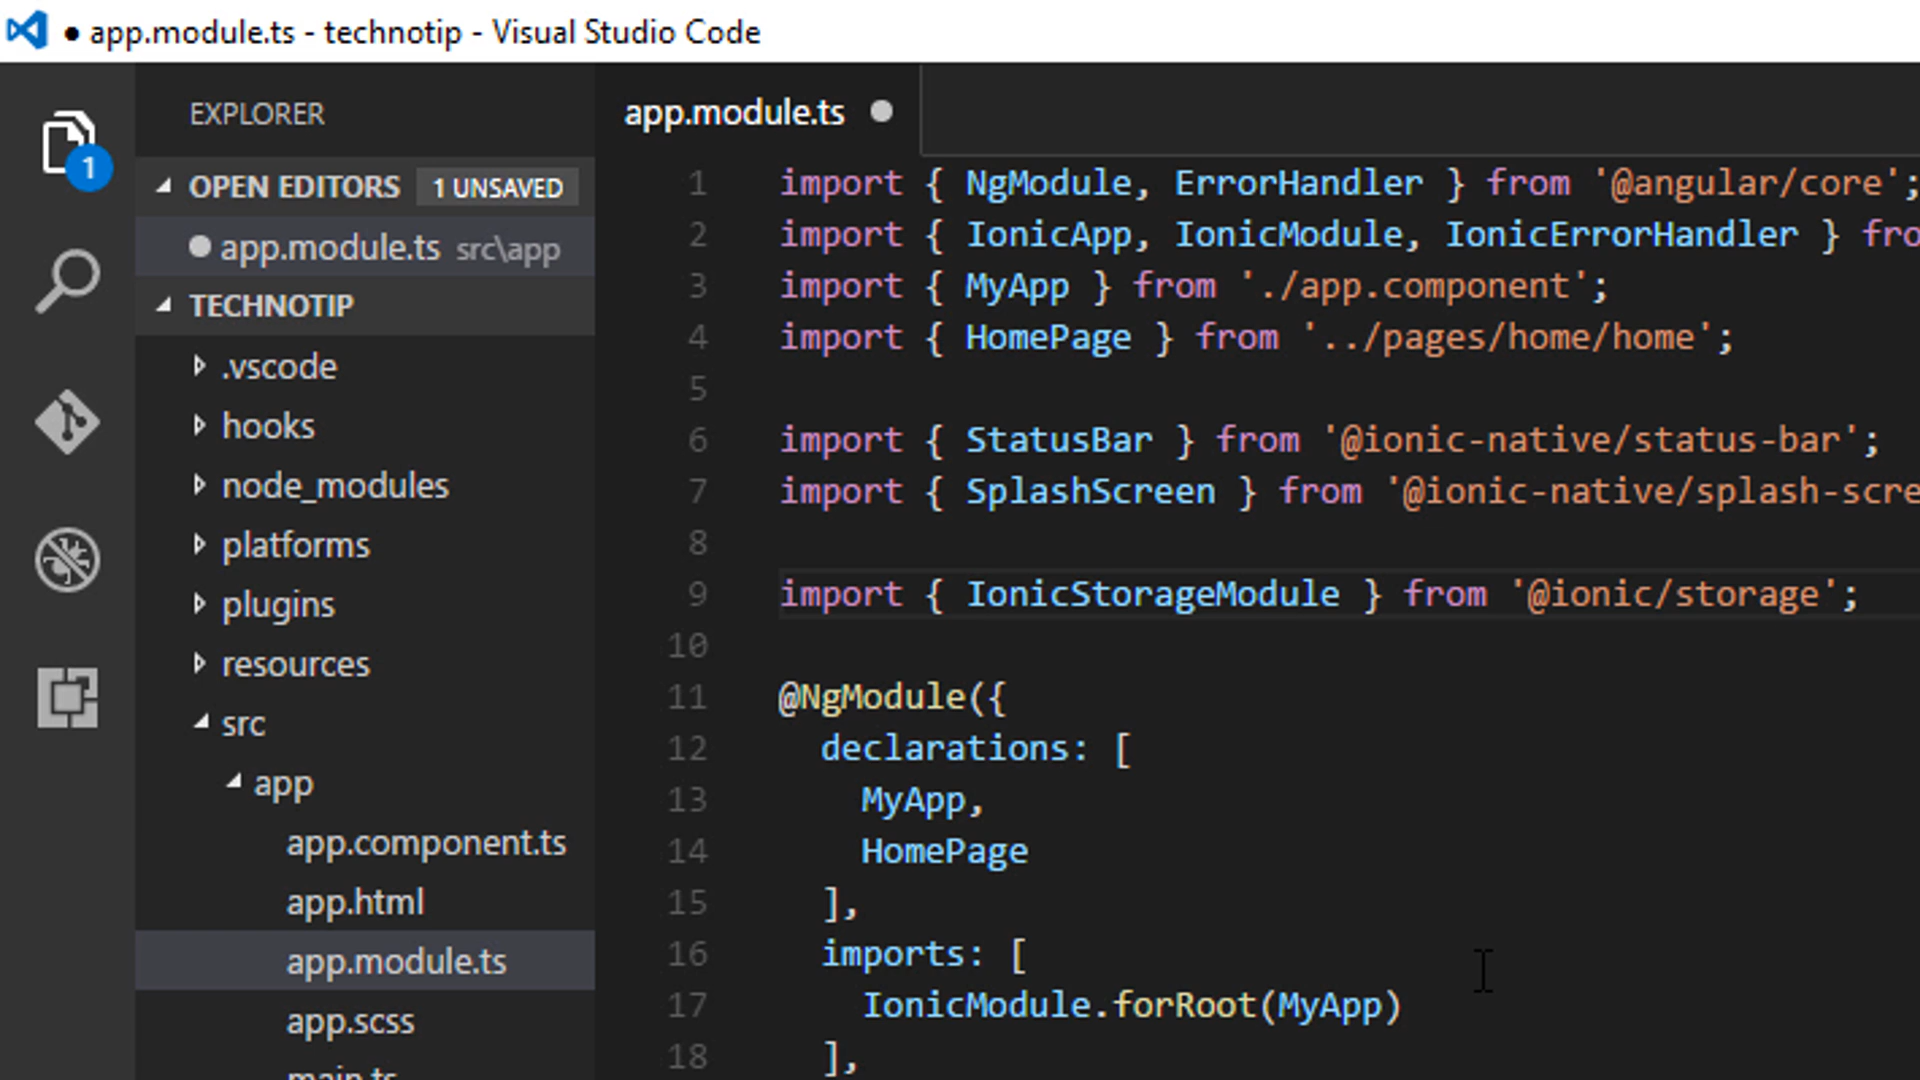 ● app.module.ts - technotip - Visual Studio Code
EXPLORER
OPEN EDITORS 1 UNSAVED
app.module.ts src\app
TECHNOTIP
.vscode
hooks
node_modules
platforms
plugins
resources
src
app
app.component.ts
app.html
app.module.ts
app.scss
main.ts
1
app.module.ts
1 import { NgModule, ErrorHandler } from '@angular/core';
2 import { IonicApp, IonicModule, IonicErrorHandler } fro
3 import { MyApp } from './app.component';
4 import { HomePage } from '../pages/home/home';
5
6 import { StatusBar } from '@ionic-native/status-bar';
7 import { SplashScreen } from '@ionic-native/splash-scre
8
9 import { IonicStorageModule } from '@ionic/storage';
10
11 @NgModule({
12 declarations: [
13 MyApp,
14 HomePage
15 ],
16 imports: [
17 IonicModule.forRoot(MyApp)
18 ],